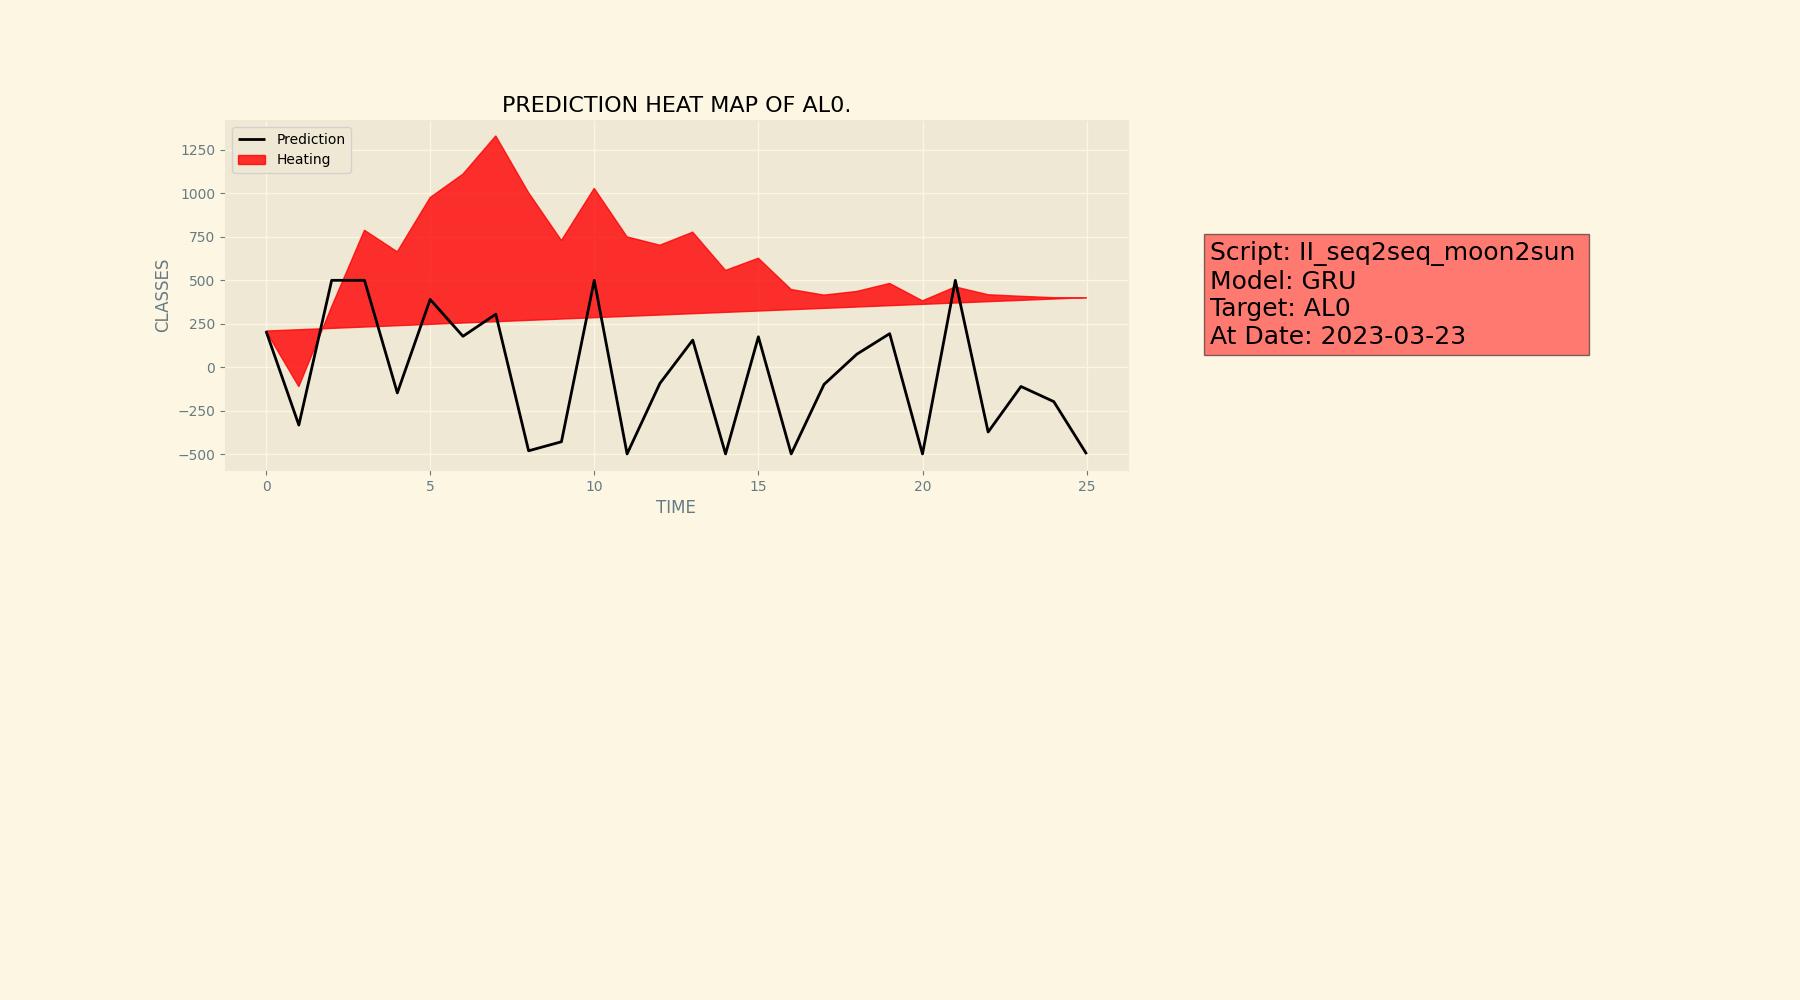 PREDICTION HEAT MAP OF AL0.
Prediction
Heating
CLASSES
1250
1000
750
500
250
0
−250
−500
0 5 10 15 20 25
TIME
Script: II_seq2seq_moon2sun
Model: GRU
Target: AL0
At Date: 2023-03-23